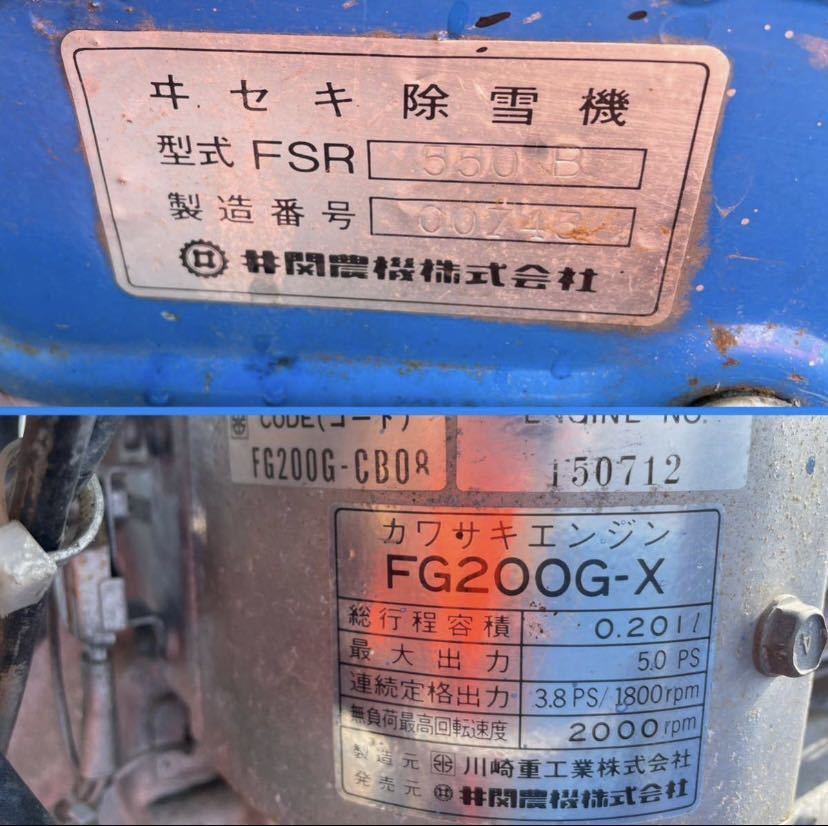 ヰセキ除雪機
型式 FSR 550 B
製造番号
井関農機株式会社
CODE(コード) ENGINE NO.
FG200G-CB08 150712
カワサキエンジン
FG200G-X
総行程容積 0.201ℓ
最大出力 5.0 PS
連続定格出力 3.8 PS/1800rpm
無負荷最高回転速度 2000rpm
製造元 川崎重工業株式会社
発売元 井関農機株式会社